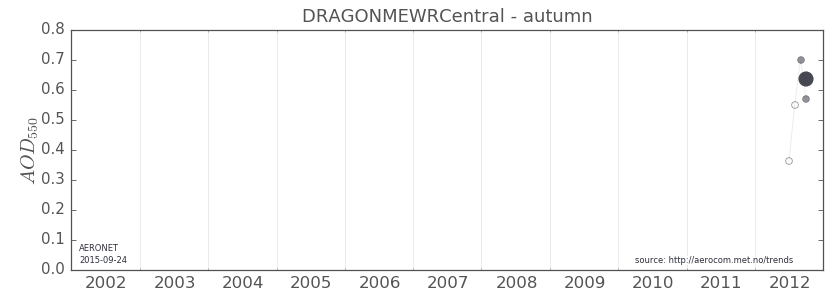 DRAGONMEWRCentral - autumn
0.8
0.7
0.6
0.5
0.4
0.3
0.2
0.1
0.0
AOD550
AERONET
2015-09-24
source: http://aerocom.met.no/trends
2002 2003 2004 2005 2006 2007 2008 2009 2010 2011 2012